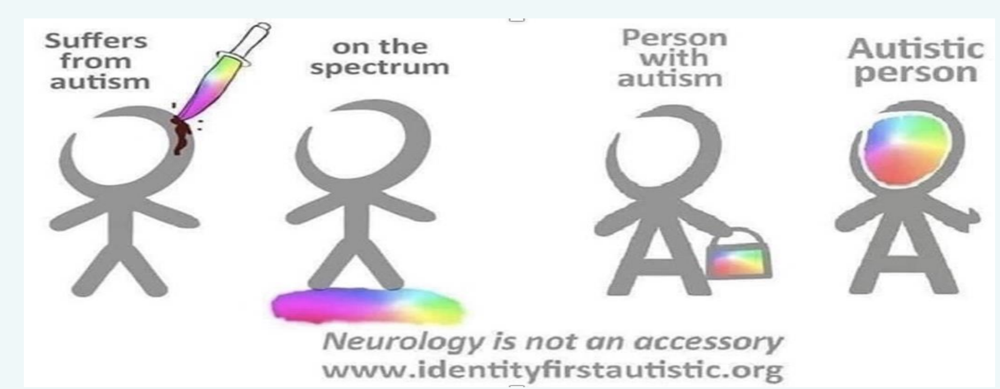 Suffers
from
autism
on the
spectrum
Person
with
autism
Autistic
person
Neurology is not an accessory
www.identityfirstautistic.org